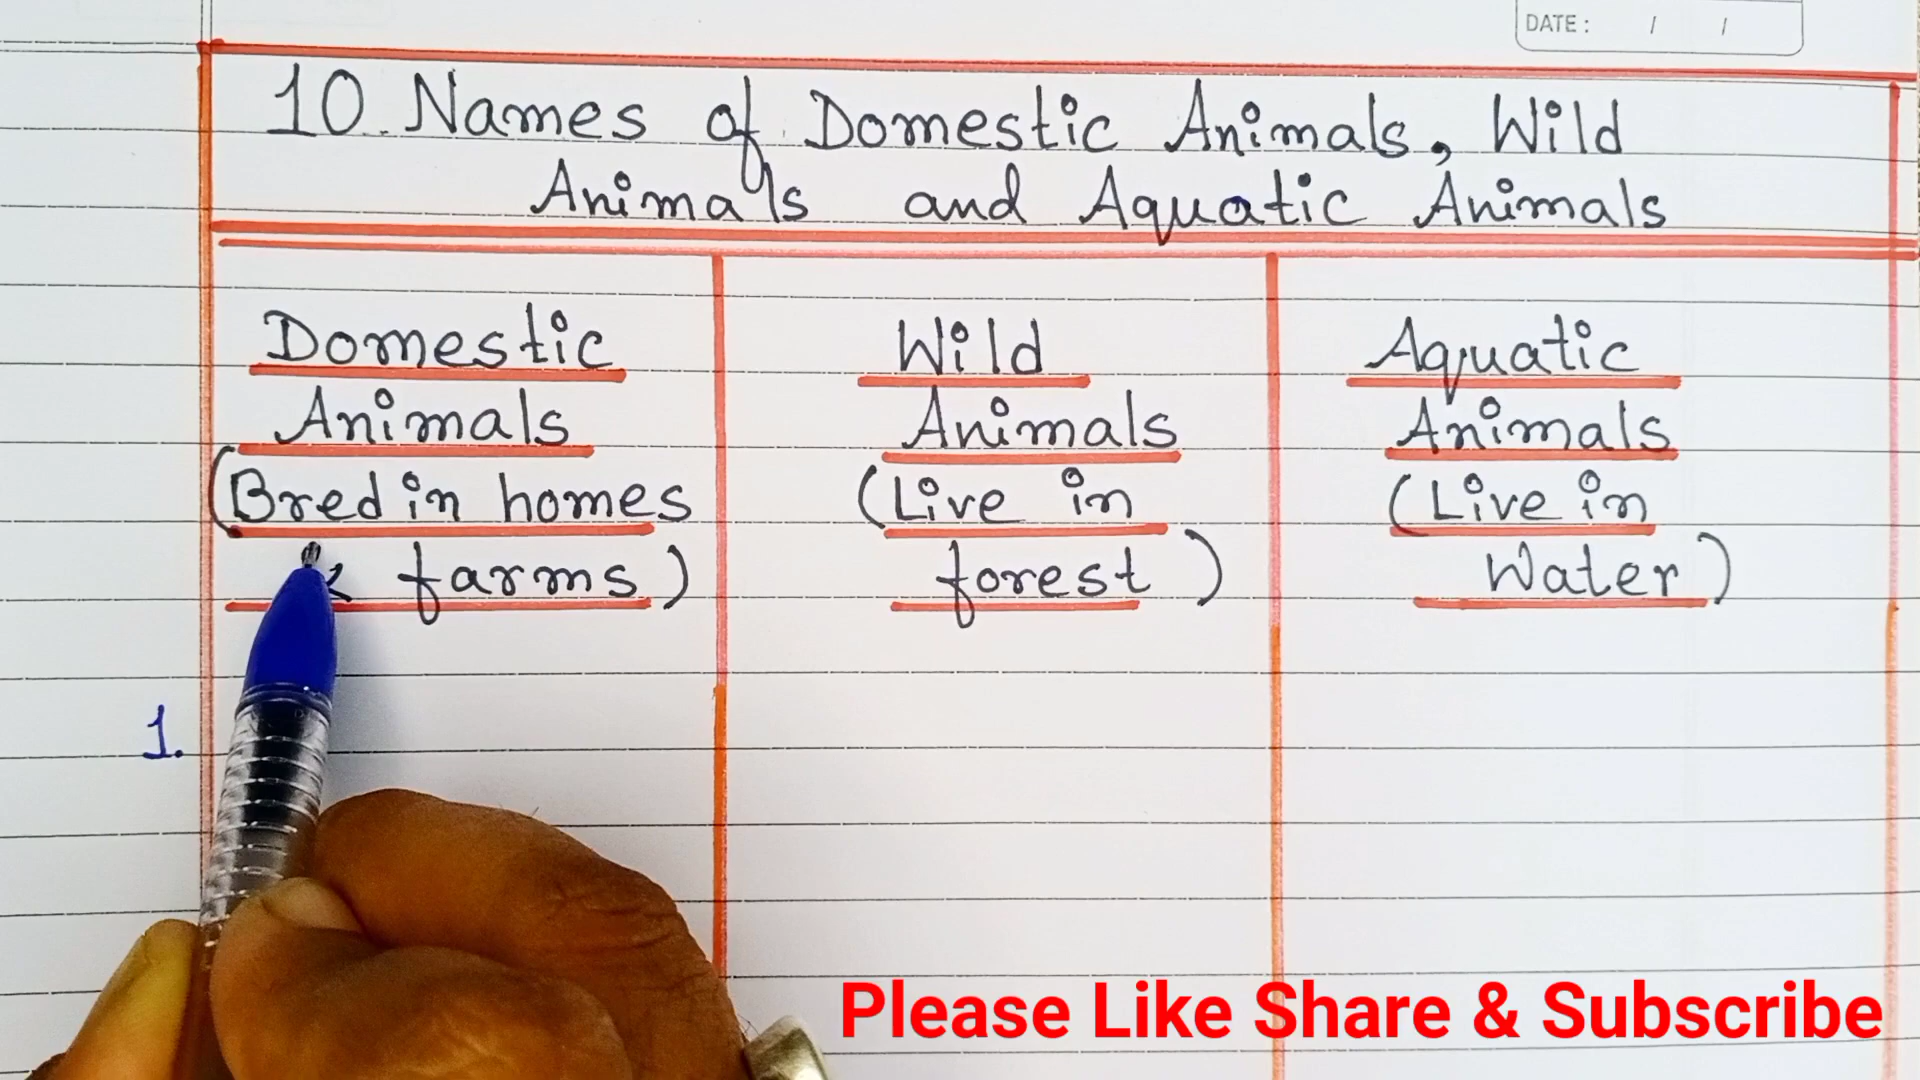 DATE: / /
10 Names of Domestic Animals, Wild
Animals and Aquatic Animals
Domestic
Animals
(Bred in homes
farms)
Wild
Animals
(Live in
forest)
Aquatic
Animals
(Live in
Water)
1.
Please Like Share & Subscribe